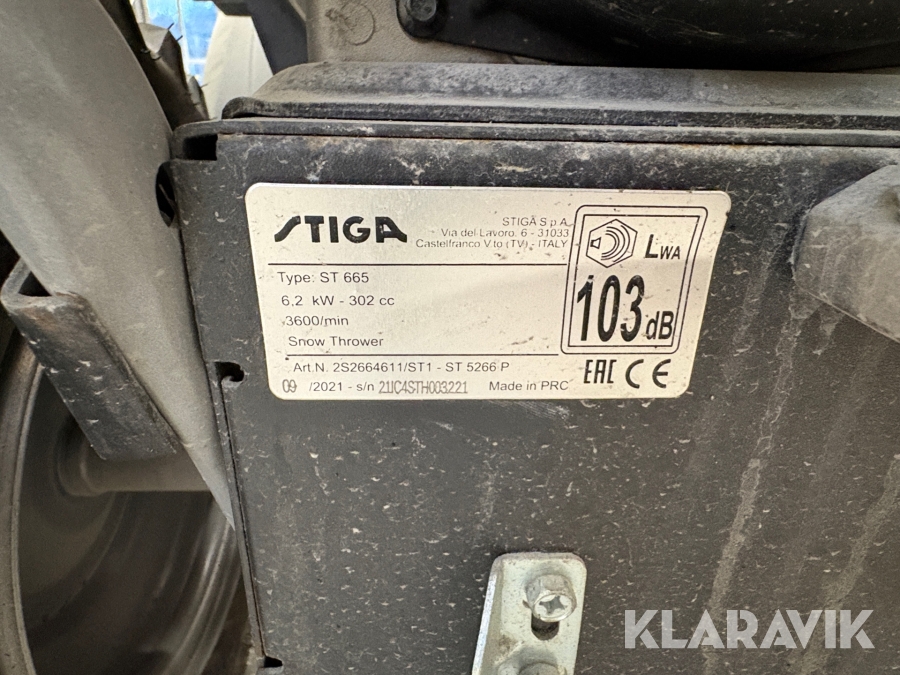 STIGA
STIGA S.p.A.
Via del Lavoro, 6 - 31033
Castelfranco V.to (TV) - ITALY
LWA
103 dB
Type: ST 665
6,2 kW - 302 cc
3600/min
Snow Thrower
Art.N. 2S2664611/ST1 - ST 5266 P
09 /2021 - s/n 21JC4STH003221
Made in PRC
EAC CE
KLARAVIK